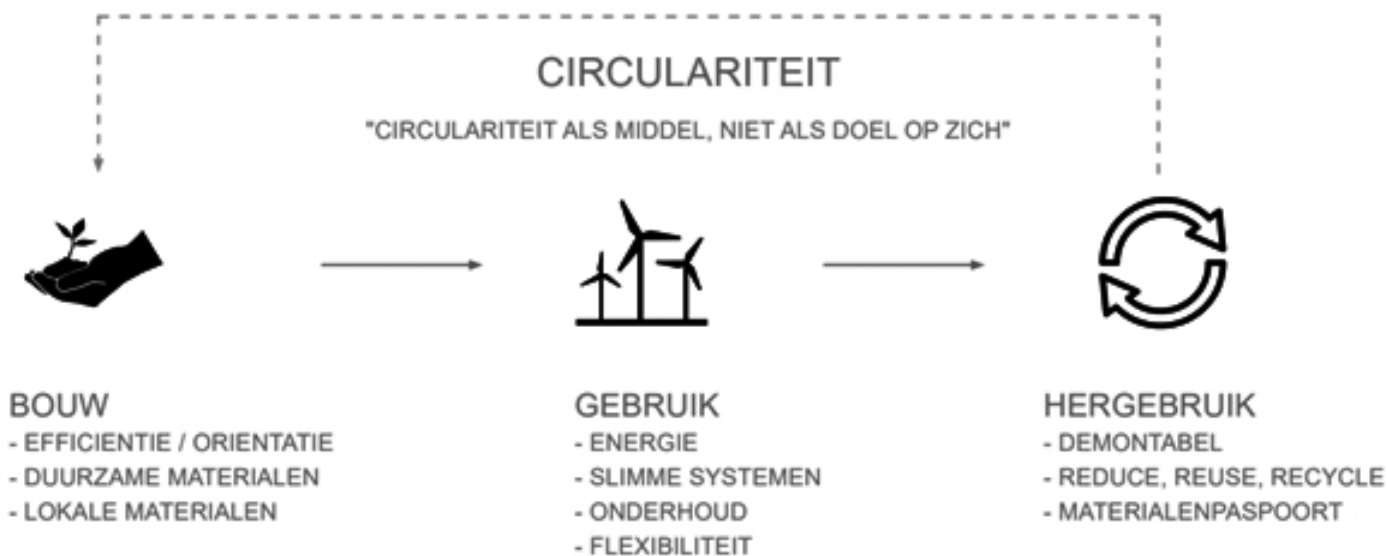 CIRCULARITEIT
"CIRCULARITEIT ALS MIDDEL, NIET ALS DOEL OP ZICH"
BOUW
- EFFICIENTIE / ORIENTATIE
- DUURZAME MATERIALEN
- LOKALE MATERIALEN
GEBRUIK
- ENERGIE
- SLIMME SYSTEMEN
- ONDERHOUD
- FLEXIBILITEIT
HERGEBRUIK
- DEMONTABEL
- REDUCE, REUSE, RECYCLE
- MATERIALENPASPOORT